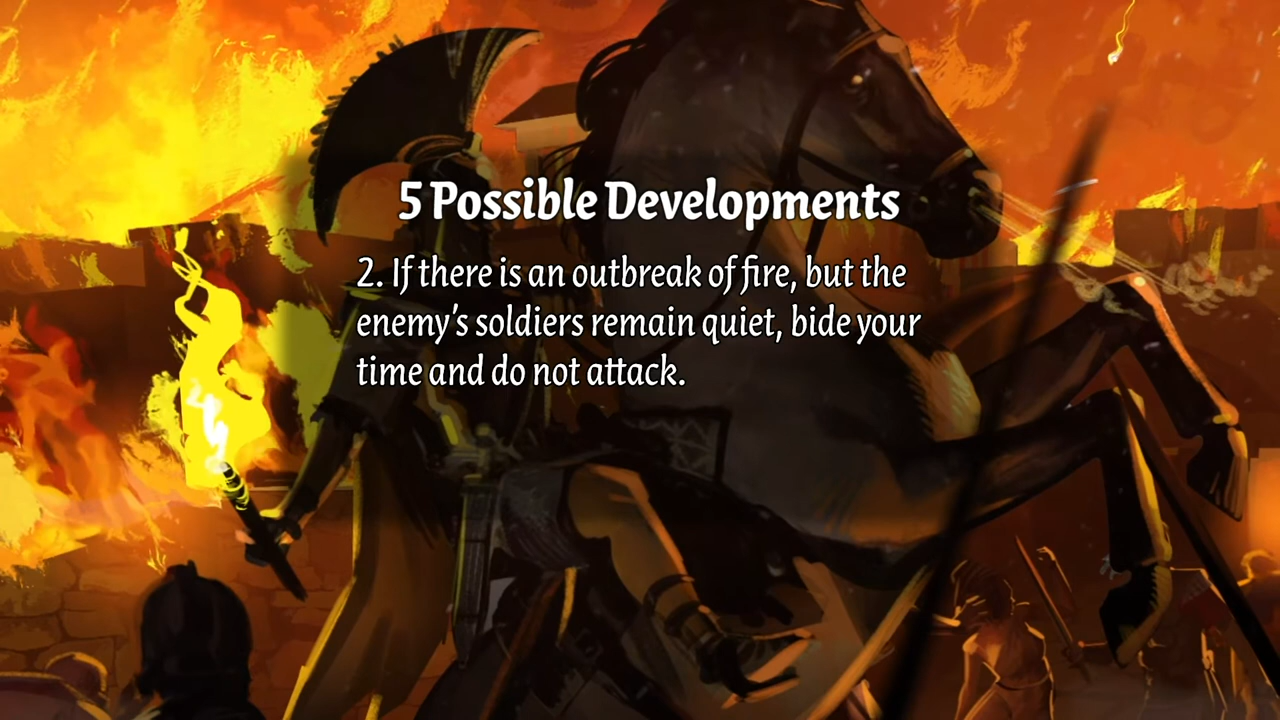 5 Possible Developments
2. If there is an outbreak of fire, but the
enemy's soldiers remain quiet, bide your
time and do not attack.